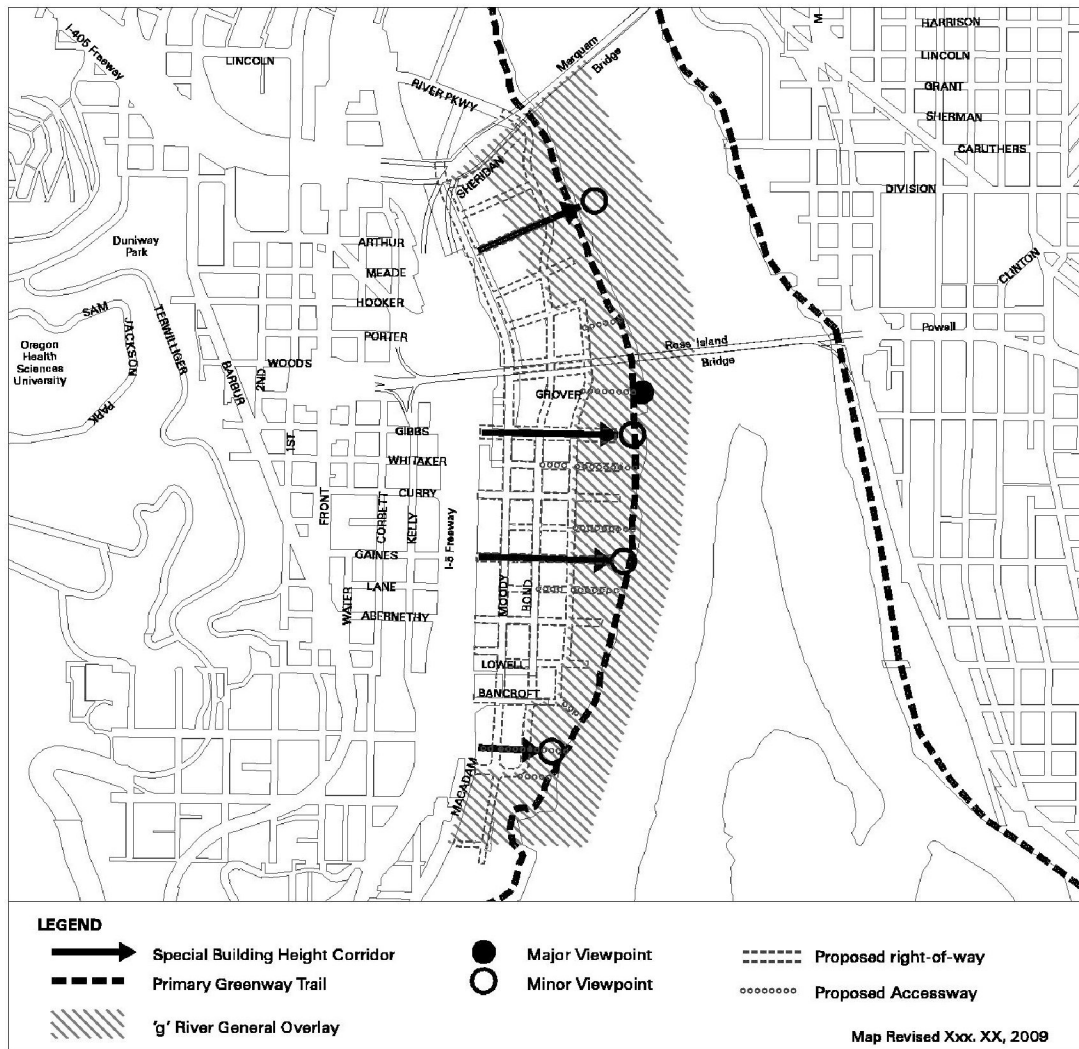 I-405 Freeway
LINCOLN
RIVER PKWY
Marquam
Bridge
M
HARRISON
LINCOLN
GRANT
SHERMAN
CARUTHERS
DIVISION
CLINTON
SHERIDAN
Duniway
Park
ARTHUR
MEADE
HOOKER
PORTER
SAM
JACKSON
PARK
TERWILLIGER
Oregon
Health
Sciences
University
BARBUR
2ND
WOODS
Ross Island
Bridge
Powell
GROVER
1ST
GIBBS
WHITAKER
CURRY
FRONT
CORBETT
KELLY
I-5 Freeway
GAINES
LANE
WATER
ABERNETHY
MOODY
BOND
LOWELL
BANCROFT
MACADAM
LEGEND
Special Building Height Corridor
Primary Greenway Trail
'g' River General Overlay
Major Viewpoint
Minor Viewpoint
Proposed right-of-way
Proposed Accessway
Map Revised Xxx. XX, 2009